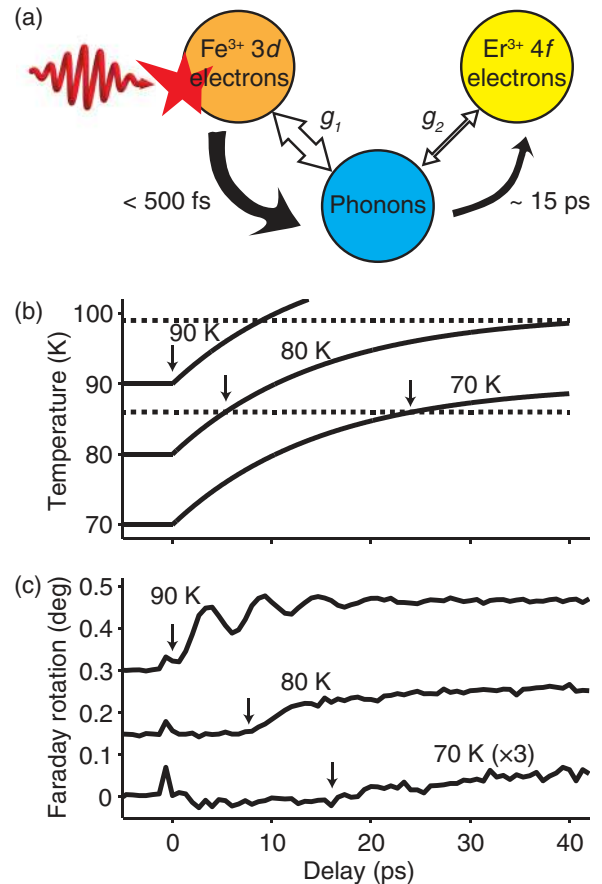 (a)
Fe³⁺ 3d
electrons
Er³⁺ 4f
electrons
g₁
g₂
Phonons
< 500 fs
~ 15 ps
(b)
Temperature (K)
100
90
80
70
90 K
80 K
70 K
(c)
Faraday rotation (deg)
0.5
0.4
0.3
0.2
0.1
0
90 K
80 K
70 K (×3)
0
10
20
30
40
Delay (ps)